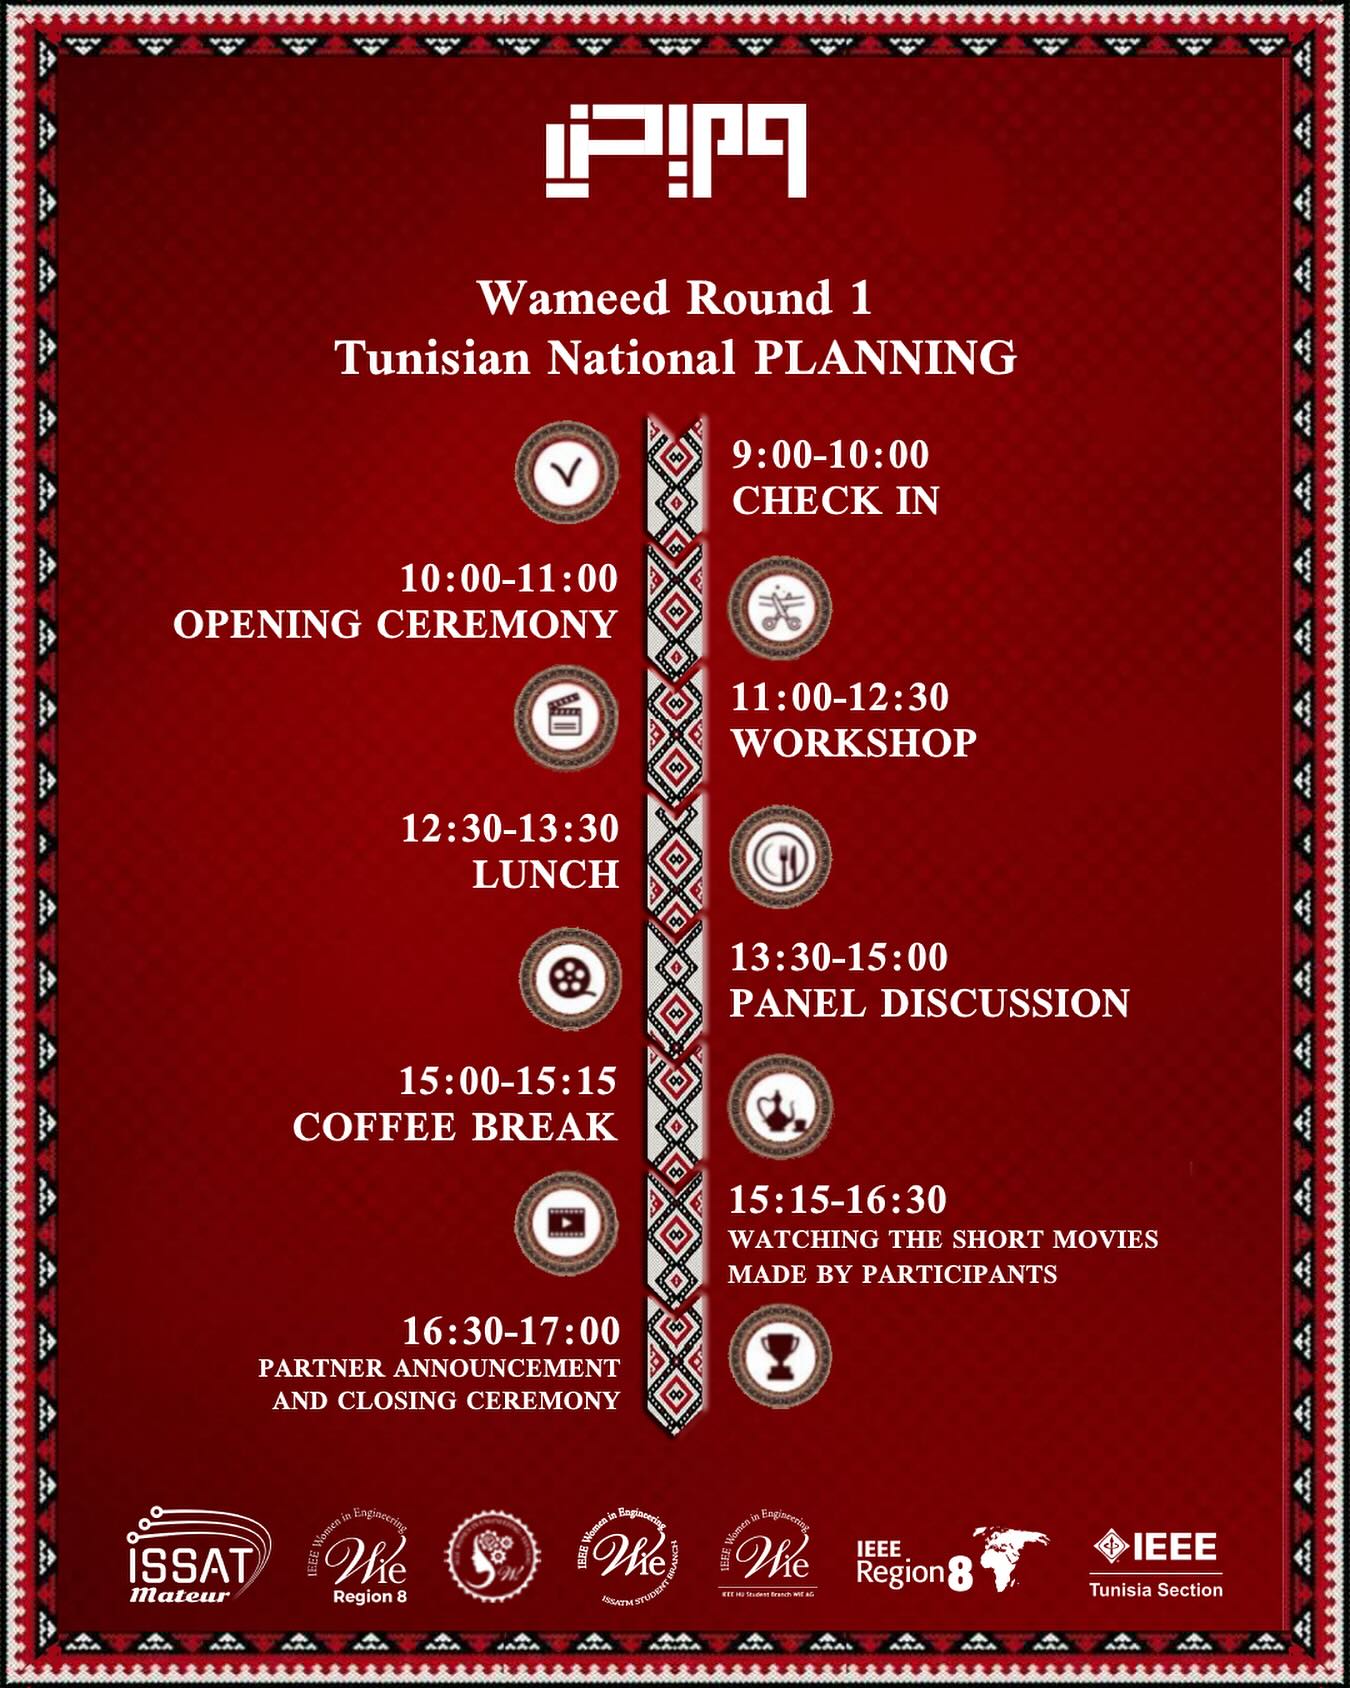 وميض
Wameed Round 1
Tunisian National PLANNING
9:00-10:00
CHECK IN
10:00-11:00
OPENING CEREMONY
11:00-12:30
WORKSHOP
12:30-13:30
LUNCH
13:30-15:00
PANEL DISCUSSION
15:00-15:15
COFFEE BREAK
15:15-16:30
WATCHING THE SHORT MOVIES
MADE BY PARTICIPANTS
16:30-17:00
PARTNER ANNOUNCEMENT
AND CLOSING CEREMONY
ISSAT
Mateur
IEEE Women in Engineering
Wie
Region 8
IEEE Women in Engineering
Wie
ISSATM STUDENT BRANCH
IEEE Women in Engineering
Wie
IEEE HU Student Branch WIE AG
IEEE
Region 8
IEEE
Tunisia Section